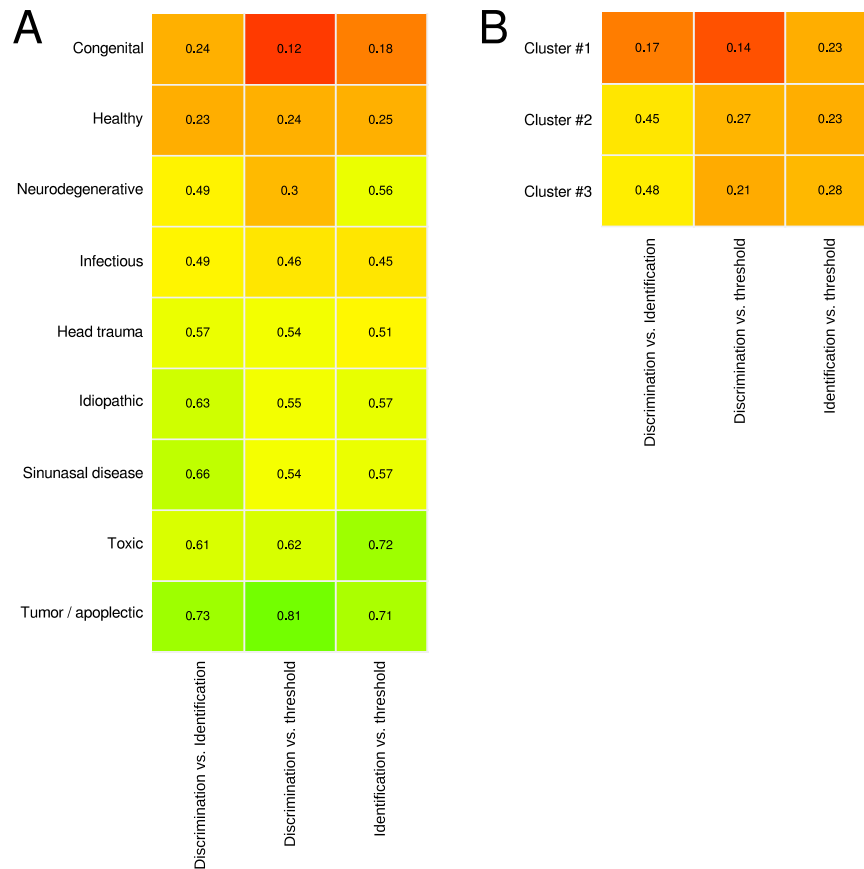 A
Congenital 0.24 0.12 0.18
Healthy 0.23 0.24 0.25
Neurodegenerative 0.49 0.3 0.56
Infectious 0.49 0.46 0.45
Head trauma 0.57 0.54 0.51
Idiopathic 0.63 0.55 0.57
Sinunasal disease 0.66 0.54 0.57
Toxic 0.61 0.62 0.72
Tumor / apoplectic 0.73 0.81 0.71
Discrimination vs. Identification
Discrimination vs. threshold
Identification vs. threshold
B
Cluster #1 0.17 0.14 0.23
Cluster #2 0.45 0.27 0.23
Cluster #3 0.48 0.21 0.28
Discrimination vs. Identification
Discrimination vs. threshold
Identification vs. threshold